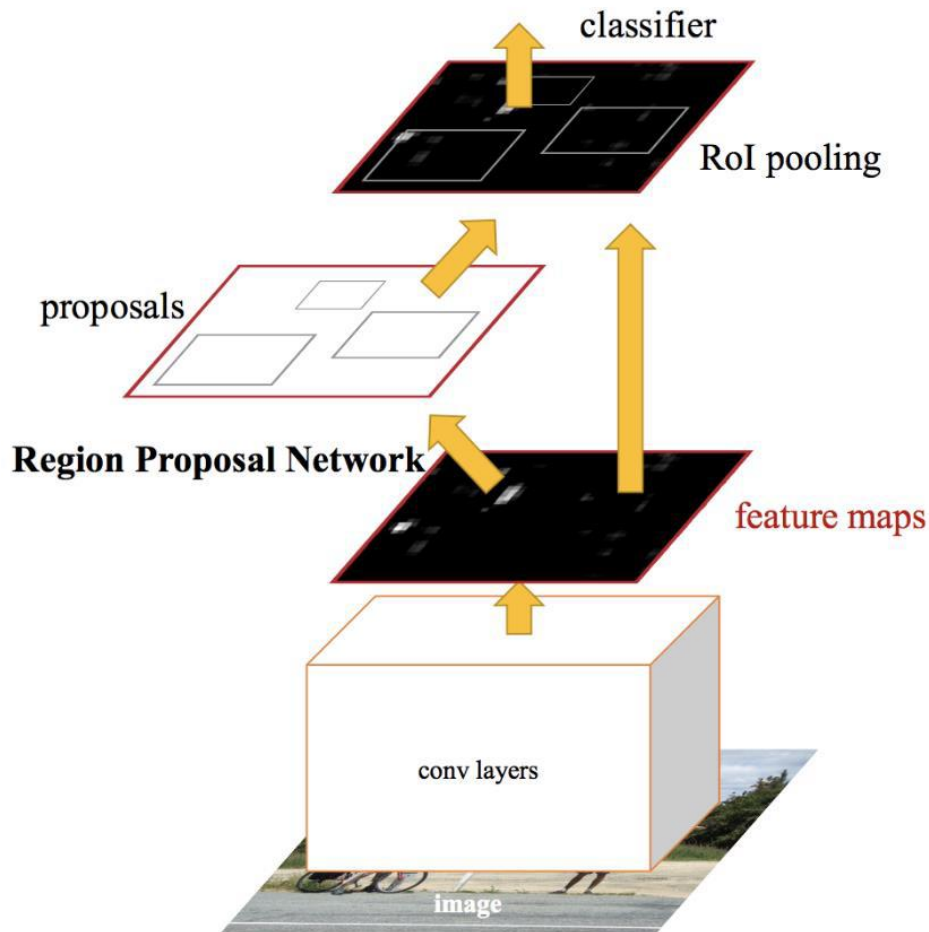 classifier
RoI pooling
proposals
Region Proposal Network
feature maps
conv layers
image